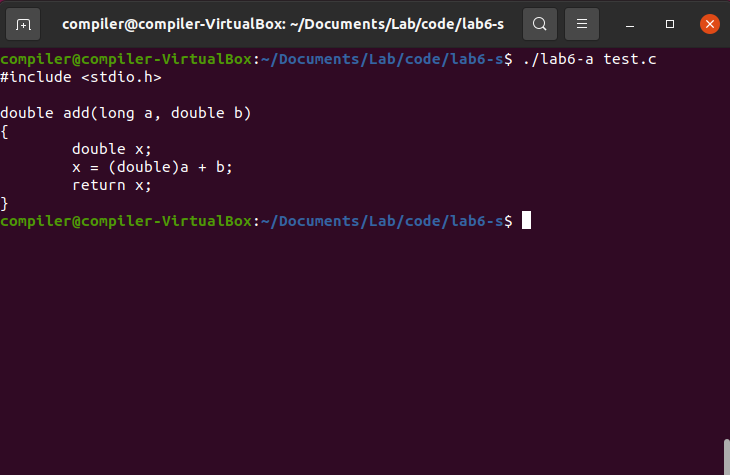 compiler@compiler-VirtualBox: ~/Documents/Lab/code/lab6-s
compiler@compiler-VirtualBox:~/Documents/Lab/code/lab6-s$ ./lab6-a test.c
#include <stdio.h>
double add(long a, double b)
{
        double x;
        x = (double)a + b;
        return x;
}
compiler@compiler-VirtualBox:~/Documents/Lab/code/lab6-s$